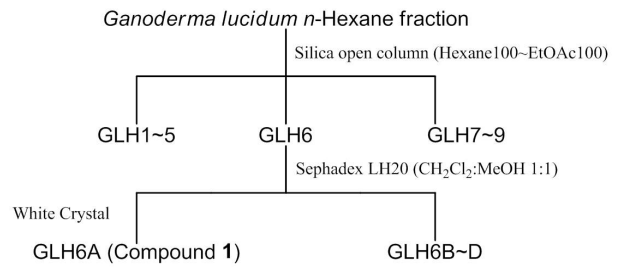 Ganoderma lucidum n-Hexane fraction
Silica open column (Hexane100~EtOAc100)
GLH1~5
GLH6
GLH7~9
Sephadex LH20 (CH₂Cl₂:MeOH 1:1)
White Crystal
GLH6A (Compound 1)
GLH6B~D